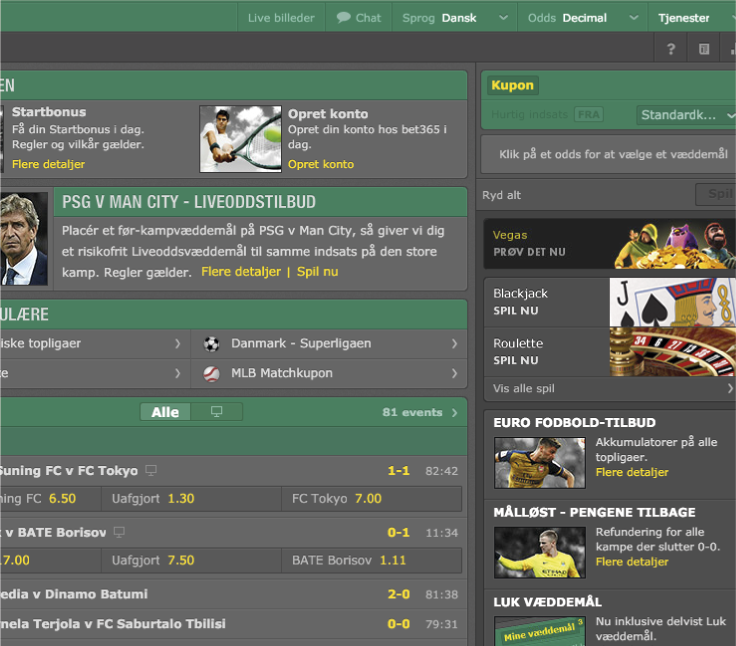 Live billeder Chat Sprog Dansk Odds Decimal Tjenester
?
EN
Startbonus
Få din Startbonus i dag.
Regler og vilkår gælder.
Flere detaljer
Opret konto
Opret din konto hos bet365 i
dag.
Opret konto
PSG V MAN CITY - LIVEODDSTILBUD
Placér et før-kampvæddemål på PSG v Man City, så giver vi dig
et risikofrit Liveoddsvæddemål til samme indsats på den store
kamp. Regler gælder. Flere detaljer | Spil nu
ULÆRE
iske topligaer
Danmark - Superligaen
te
MLB Matchkupon
Alle
81 events
Suning FC v FC Tokyo 1-1 82:42
ning FC 6.50 Uafgjort 1.30 FC Tokyo 7.00
k v BATE Borisov 0-1 11:34
17.00 Uafgjort 7.50 BATE Borisov 1.11
edia v Dinamo Batumi 2-0 81:38
nela Terjola v FC Saburtalo Tbilisi 0-0 79:31
Kupon
Hurtig indsats FRA Standardk...
Klik på et odds for at vælge et væddemål
Ryd alt Spil
Vegas
PRØV DET NU
Blackjack
SPIL NU
J
Roulette
SPIL NU
Vis alle spil
EURO FODBOLD-TILBUD
Akkumulatorer på alle
topligaer.
Flere detaljer
MÅLLØST - PENGENE TILBAGE
Refundering for alle
kampe der slutter 0-0.
Flere detaljer
LUK VÆDDEMÅL
Mine væddemål 3
Nu inklusive delvist Luk
væddemål.